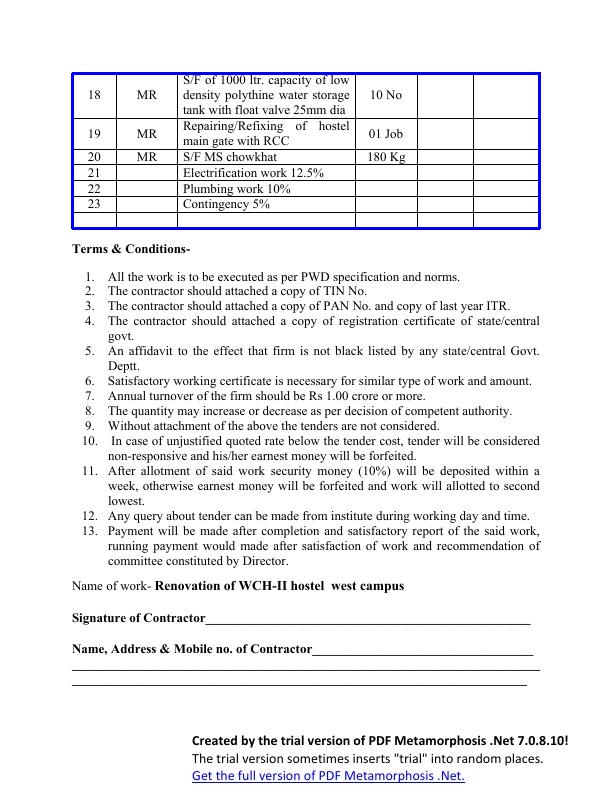 S/F of 1000 ltr. capacity of low
18 MR density polythine water storage 10 No
tank with float valve 25mm dia
19 MR Repairing/Refixing of hostel 01 Job
main gate with RCC
20 MR S/F MS chowkhat 180 Kg
21 Electrification work 12.5%
22 Plumbing work 10%
23 Contingency 5%
Terms & Conditions-
1. All the work is to be executed as per PWD specification and norms.
2. The contractor should attached a copy of TIN No.
3. The contractor should attached a copy of PAN No. and copy of last year ITR.
4. The contractor should attached a copy of registration certificate of state/central
govt.
5. An affidavit to the effect that firm is not black listed by any state/central Govt.
Deptt.
6. Satisfactory working certificate is necessary for similar type of work and amount.
7. Annual turnover of the firm should be Rs 1.00 crore or more.
8. The quantity may increase or decrease as per decision of competent authority.
9. Without attachment of the above the tenders are not considered.
10. In case of unjustified quoted rate below the tender cost, tender will be considered
non-responsive and his/her earnest money will be forfeited.
11. After allotment of said work security money (10%) will be deposited within a
week, otherwise earnest money will be forfeited and work will allotted to second
lowest.
12. Any query about tender can be made from institute during working day and time.
13. Payment will be made after completion and satisfactory report of the said work,
running payment would made after satisfaction of work and recommendation of
committee constituted by Director.
Name of work- Renovation of WCH-II hostel west campus
Signature of Contractor
Name, Address & Mobile no. of Contractor
Created by the trial version of PDF Metamorphosis .Net 7.0.8.10!
The trial version sometimes inserts "trial" into random places.
Get the full version of PDF Metamorphosis .Net.